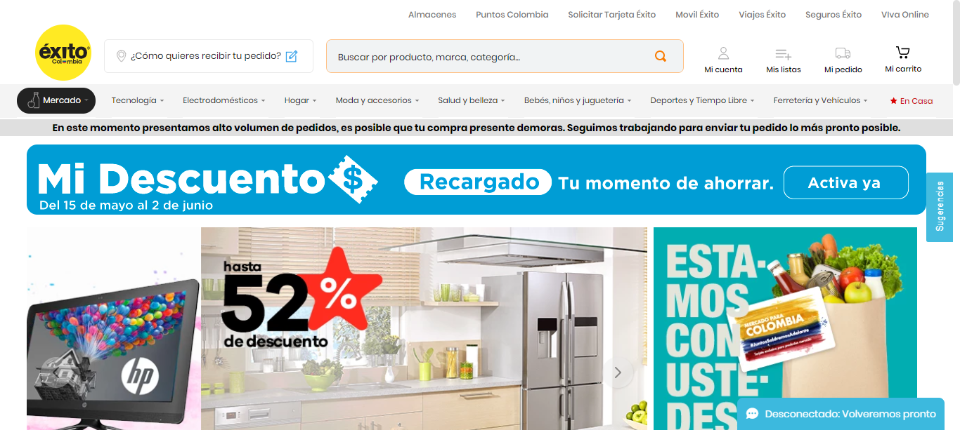 Almacenes Puntos Colombia Solicitar Tarjeta Éxito Movil Éxito Viajes Éxito Seguros Éxito Viva Online
éxito
Colombia
¿Cómo quieres recibir tu pedido?
Buscar por producto, marca, categoría...
Mi cuenta Mis listas Mi pedido Mi carrito
Mercado Tecnología Electrodomésticos Hogar Moda y accesorios Salud y belleza Bebés, niños y juguetería Deportes y Tiempo Libre Ferretería y Vehículos En Casa
En este momento presentamos alto volumen de pedidos, es posible que tu compra presente demoras. Seguimos trabajando para enviar tu pedido lo más pronto posible.
Mi Descuento $ Recargado Tu momento de ahorrar. Activa ya
Del 15 de mayo al 2 de junio
Sugerencias
hp
hasta
52%
de descuento
ESTA-
MOS
CON
USTE-
DES
MERCADO PARA
COLOMBIA
Desconectado: Volveremos pronto